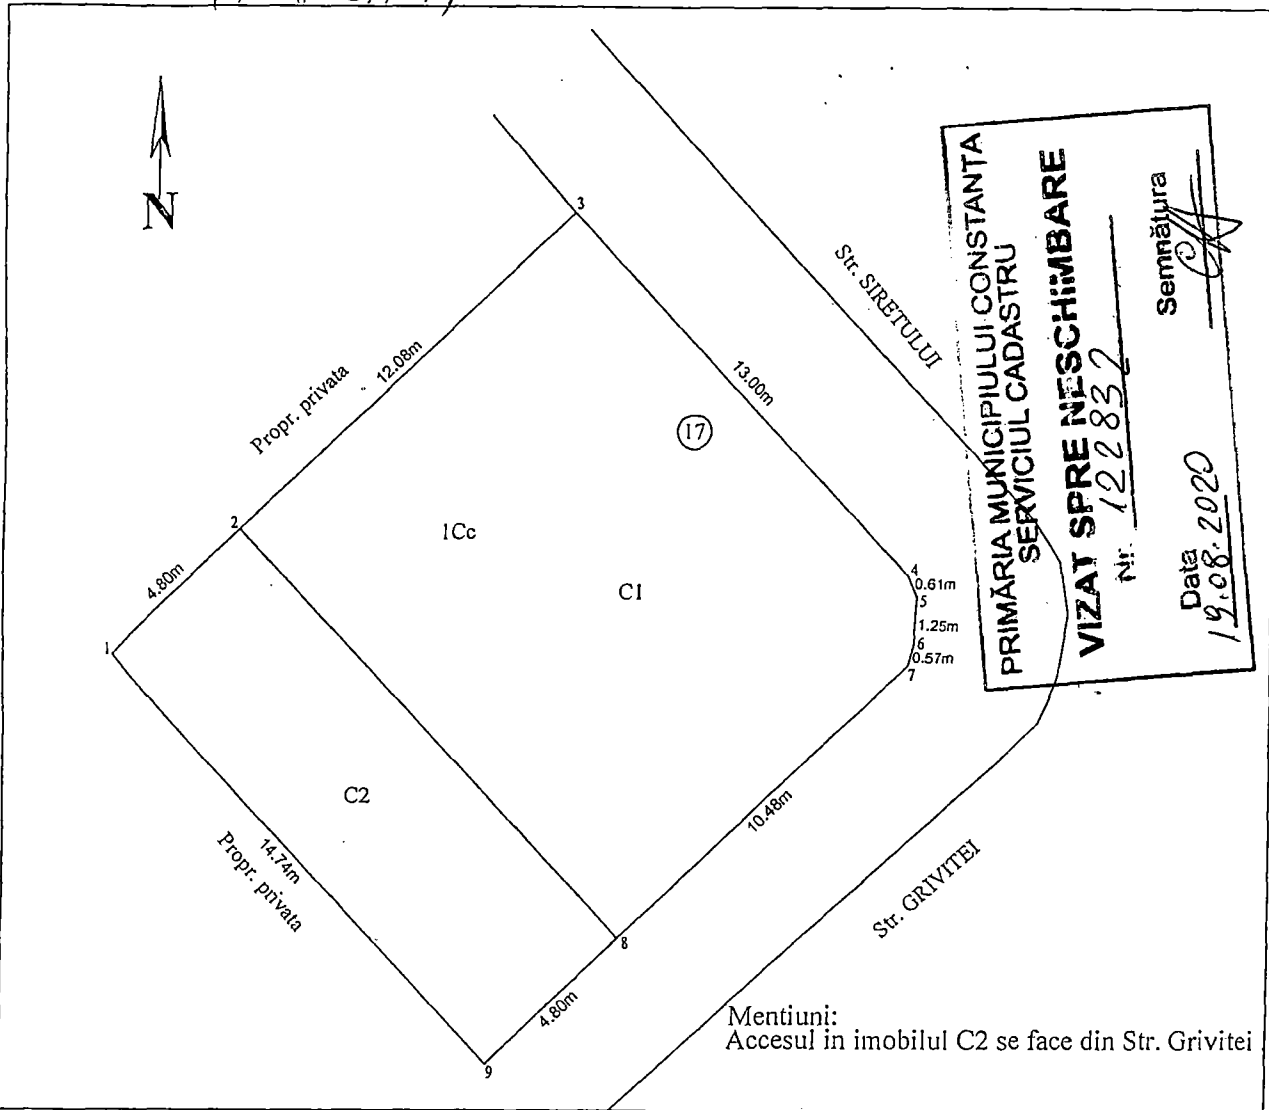 N
3
Str. SIRETULUI
12.08m
Propr. privata
13.00m
17
2
1Cc
C1
4.80m
4
0.61m
5
1.25m
6
0.57m
7
1
C2
10.48m
14.74m
Propr. privata
Str. GRIVITEI
8
4.80m
9
PRIMĂRIA MUNICIPIULUI CONSTANTA
SERVICIUL CADASTRU
VIZAT SPRE NESCHIMBARE
Nr. 122832
Data
19.08.2020
Semnătura
Mentiuni:
Accesul in imobilul C2 se face din Str. Grivitei